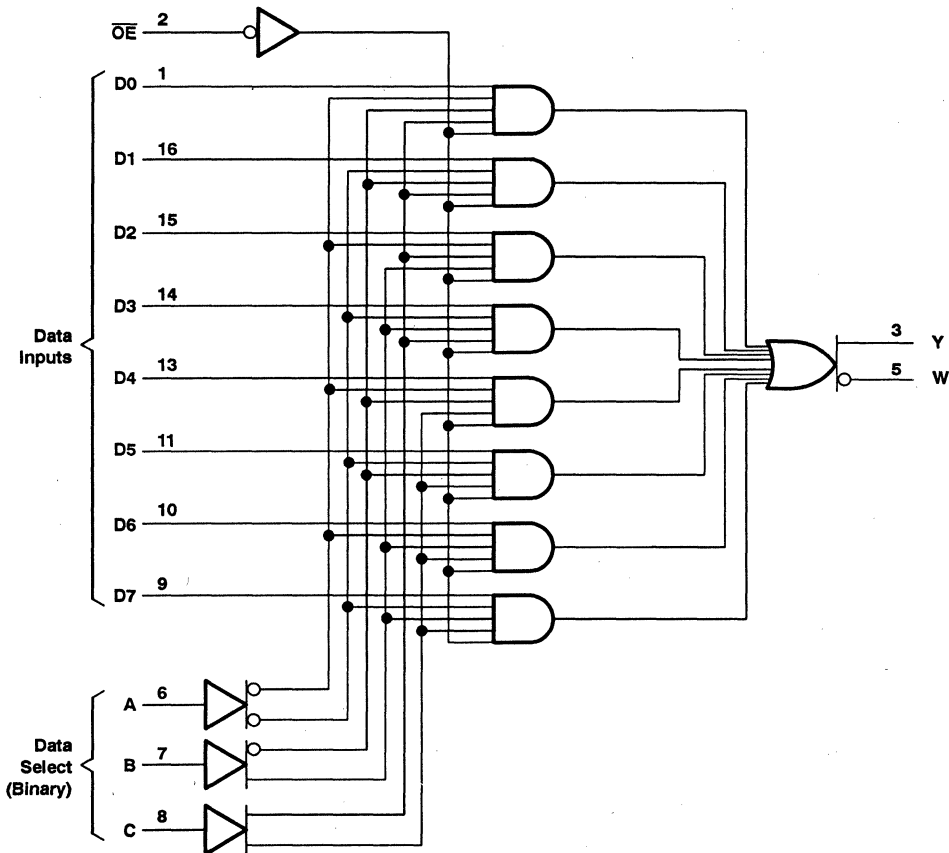 OE 2
D0 1
D1 16
D2 15
D3 14
Data
Inputs
3 Y
D4 13
5 W
D5 11
D6 10
D7 9
A 6
Data
Select
(Binary)
B 7
C 8